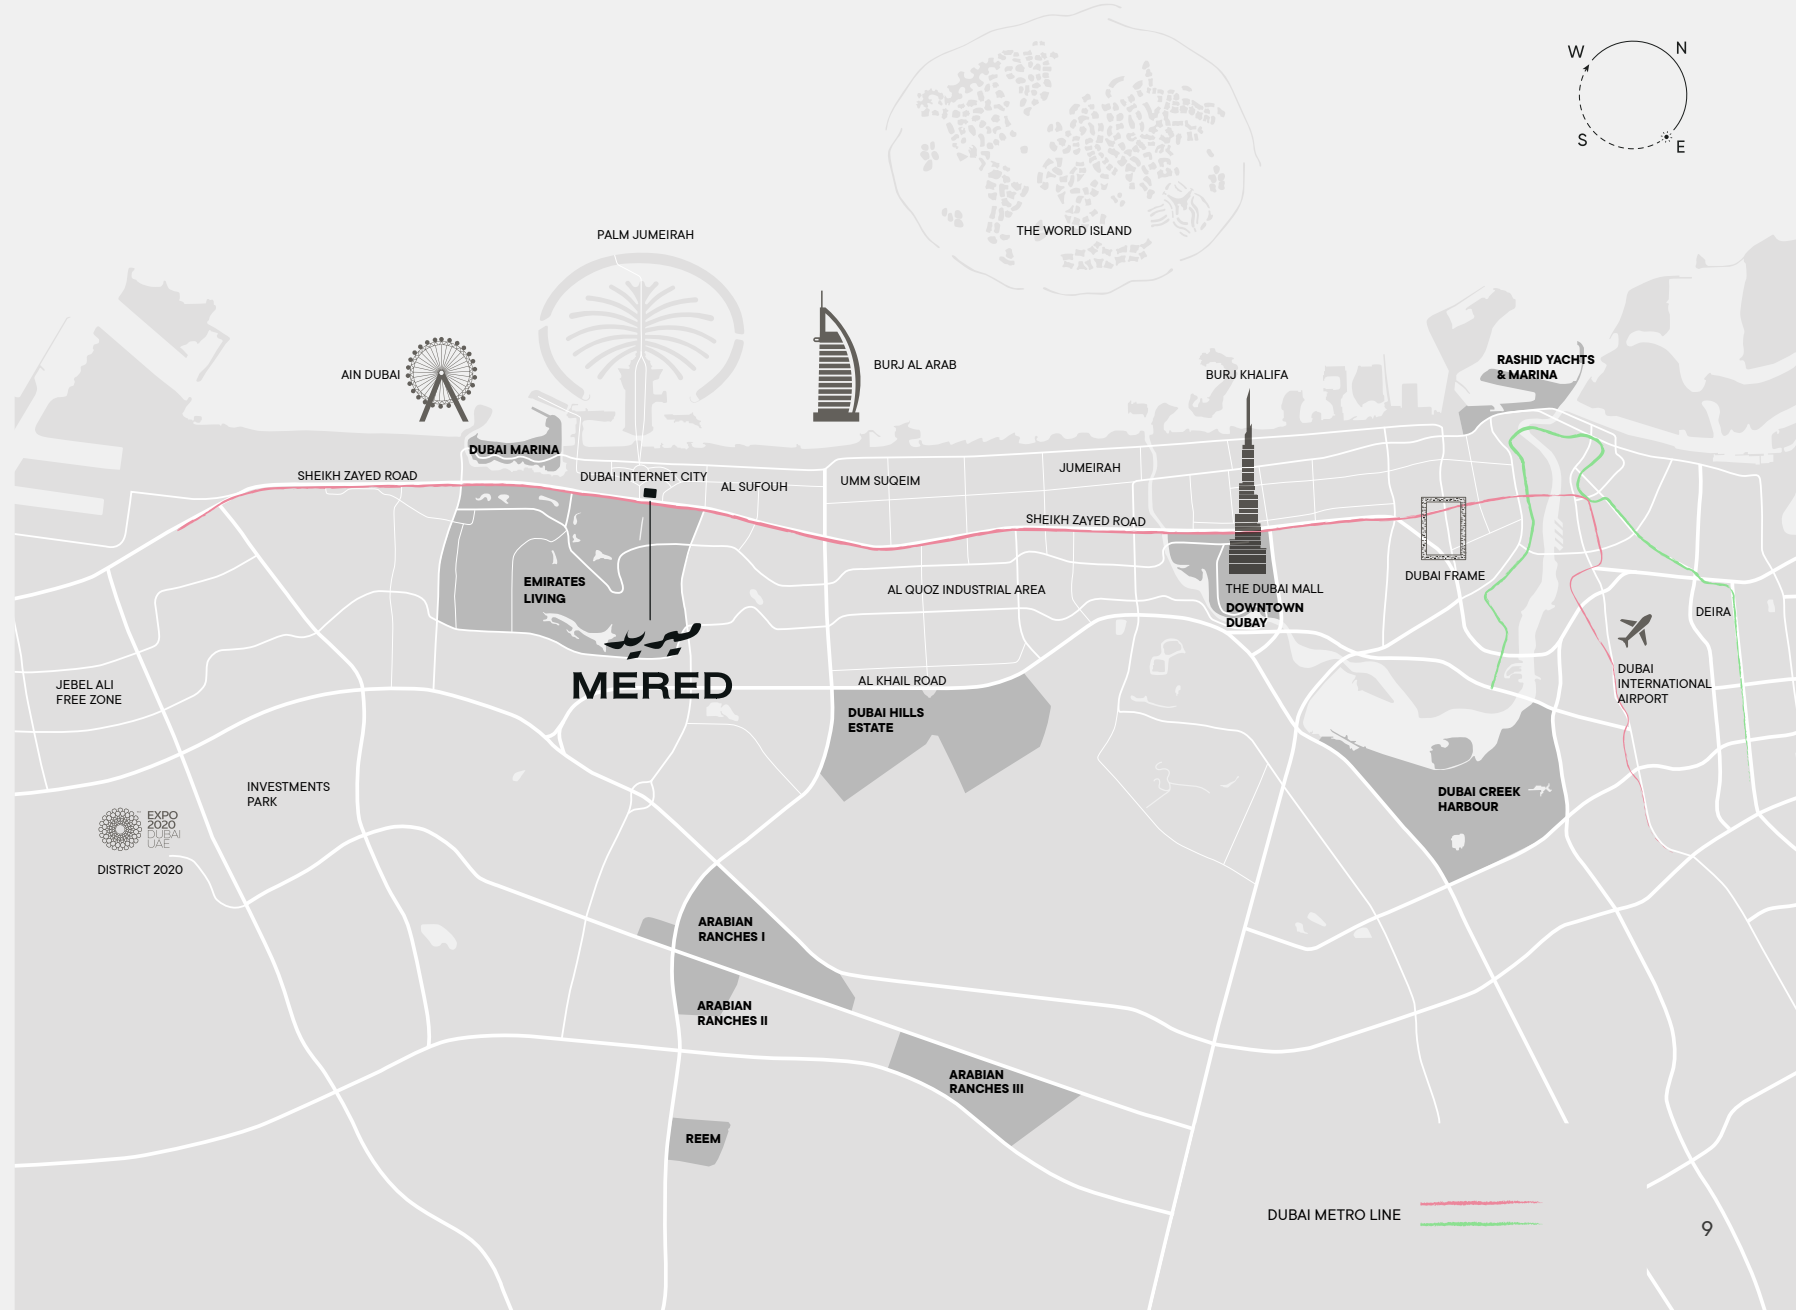 W
N
S
E
THE WORLD ISLAND
PALM JUMEIRAH
AIN DUBAI
BURJ AL ARAB
BURJ KHALIFA
RASHID YACHTS
& MARINA
DUBAI MARINA
SHEIKH ZAYED ROAD
DUBAI INTERNET CITY
AL SUFOUH
UMM SUQEIM
JUMEIRAH
SHEIKH ZAYED ROAD
EMIRATES
LIVING
AL QUOZ INDUSTRIAL AREA
THE DUBAI MALL
DOWNTOWN
DUBAY
DUBAI FRAME
DEIRA
DUBAI
INTERNATIONAL
AIRPORT
ميريد
MERED
JEBEL ALI
FREE ZONE
AL KHAIL ROAD
DUBAI HILLS
ESTATE
INVESTMENTS
PARK
DUBAI CREEK
HARBOUR
EXPO
2020
DUBAI
UAE
DISTRICT 2020
ARABIAN
RANCHES I
ARABIAN
RANCHES II
ARABIAN
RANCHES III
REEM
DUBAI METRO LINE
9